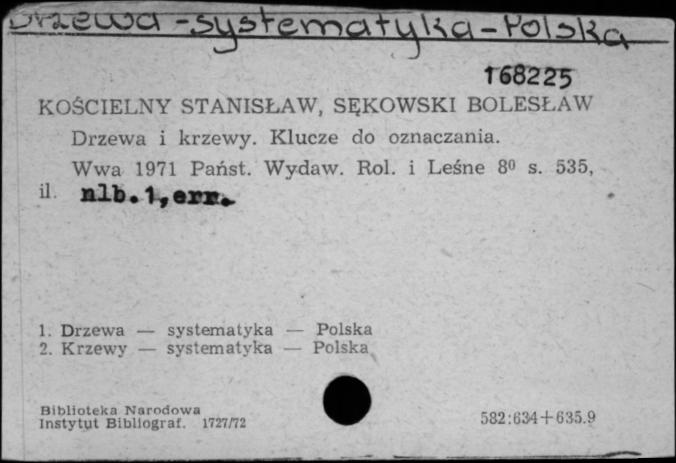 Drzewa - systematyka - Polska
168225
KOŚCIELNY STANISŁAW, SĘKOWSKI BOLESŁAW
Drzewa i krzewy. Klucze do oznaczania.
Wwa 1971 Państ. Wydaw. Rol. i Leśne 8⁰ s. 535,
il. nlb.1,err.
1. Drzewa — systematyka — Polska
2. Krzewy — systematyka — Polska
Biblioteka Narodowa
Instytut Bibliograf. 1727/72
582:634+635.9